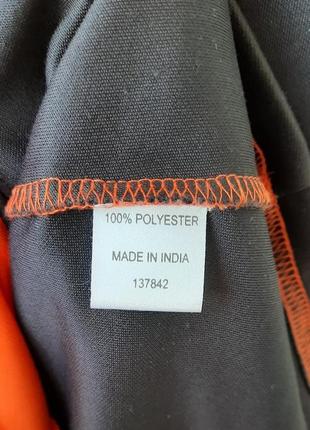 100% POLYESTER
MADE IN INDIA
137842